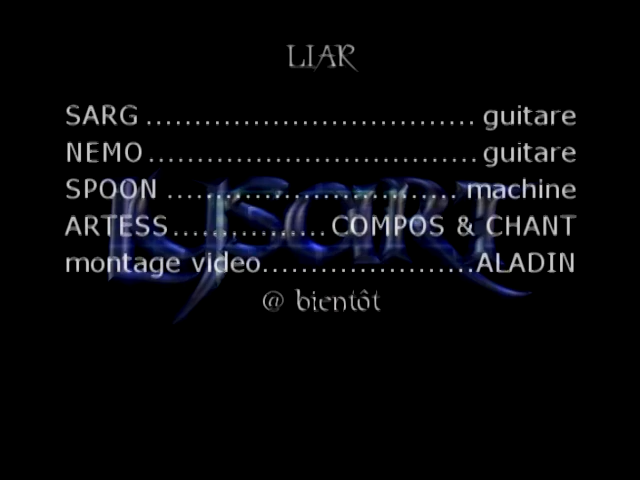 LIAR
SARG .................................. guitare
NEMO.................................. guitare
SPOON .............................. machine
ARTESS................ COMPOS & CHANT
montage video......................ALADIN
@ bientôt